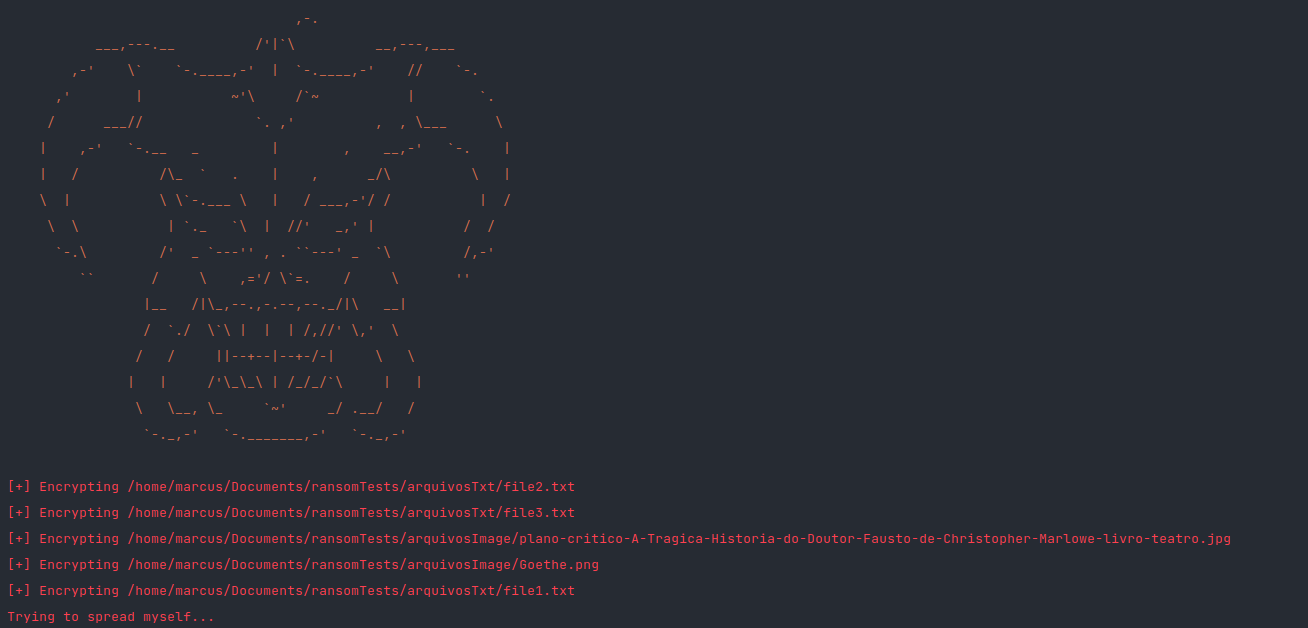 [+] Encrypting /home/marcus/Documents/ransomTests/arquivosTxt/file2.txt
[+] Encrypting /home/marcus/Documents/ransomTests/arquivosTxt/file3.txt
[+] Encrypting /home/marcus/Documents/ransomTests/arquivosImage/plano-critico-A-Tragica-Historia-do-Doutor-Fausto-de-Christopher-Marlowe-livro-teatro.jpg
[+] Encrypting /home/marcus/Documents/ransomTests/arquivosImage/Goethe.png
[+] Encrypting /home/marcus/Documents/ransomTests/arquivosTxt/file1.txt
Trying to spread myself...